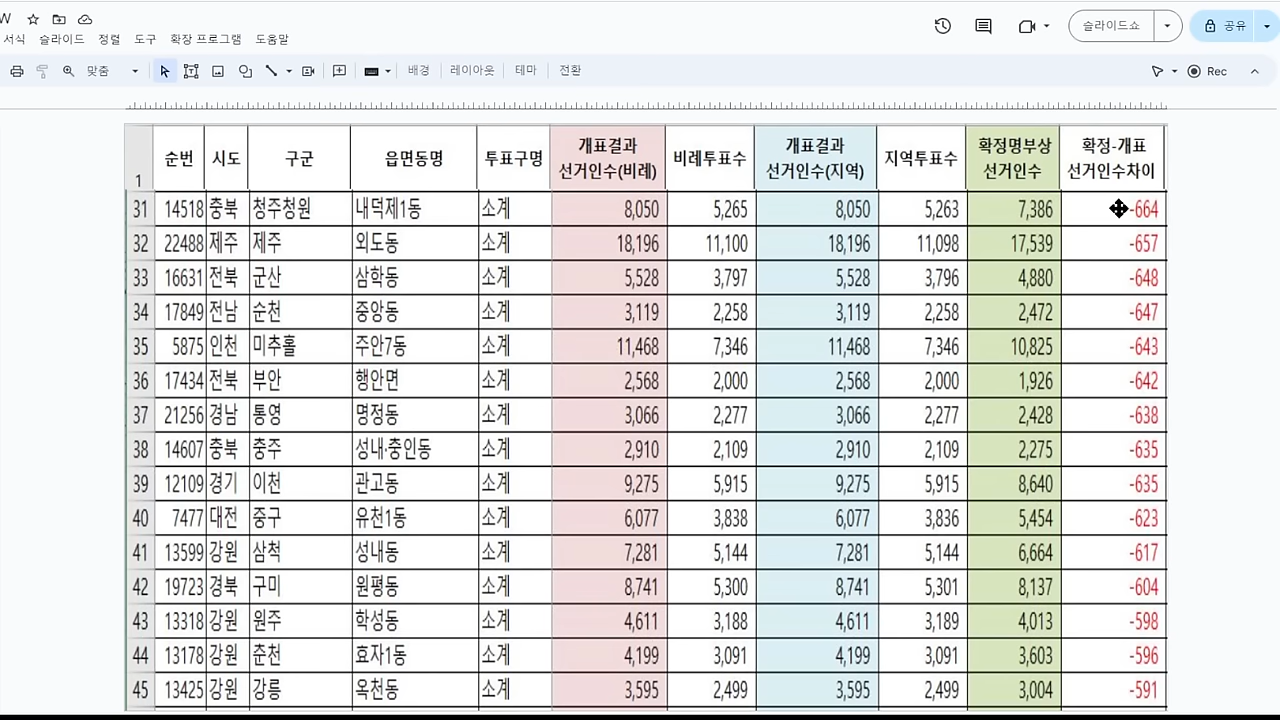 W
서식 슬라이드 정렬 도구 확장 프로그램 도움말
슬라이드쇼 공유
맞춤 배경 레이아웃 테마 전환 Rec
1 순번 시도 구군 읍면동명 투표구명 개표결과 선거인수(비례) 비례투표수 개표결과 선거인수(지역) 지역투표수 확정명부상 선거인수 확정-개표 선거인수차이
31 14518 충북 청주청원 내덕제1동 소계 8,050 5,265 8,050 5,263 7,386 -664
32 22488 제주 제주 외도동 소계 18,196 11,100 18,196 11,098 17,539 -657
33 16631 전북 군산 삼학동 소계 5,528 3,797 5,528 3,796 4,880 -648
34 17849 전남 순천 중앙동 소계 3,119 2,258 3,119 2,258 2,472 -647
35 5875 인천 미추홀 주안7동 소계 11,468 7,346 11,468 7,346 10,825 -643
36 17434 전북 부안 행안면 소계 2,568 2,000 2,568 2,000 1,926 -642
37 21256 경남 통영 명정동 소계 3,066 2,277 3,066 2,277 2,428 -638
38 14607 충북 충주 성내·충인동 소계 2,910 2,109 2,910 2,109 2,275 -635
39 12109 경기 이천 관고동 소계 9,275 5,915 9,275 5,915 8,640 -635
40 7477 대전 중구 유천1동 소계 6,077 3,838 6,077 3,836 5,454 -623
41 13599 강원 삼척 성내동 소계 7,281 5,144 7,281 5,144 6,664 -617
42 19723 경북 구미 원평동 소계 8,741 5,300 8,741 5,301 8,137 -604
43 13318 강원 원주 학성동 소계 4,611 3,188 4,611 3,189 4,013 -598
44 13178 강원 춘천 효자1동 소계 4,199 3,091 4,199 3,091 3,603 -596
45 13425 강원 강릉 옥천동 소계 3,595 2,499 3,595 2,499 3,004 -591